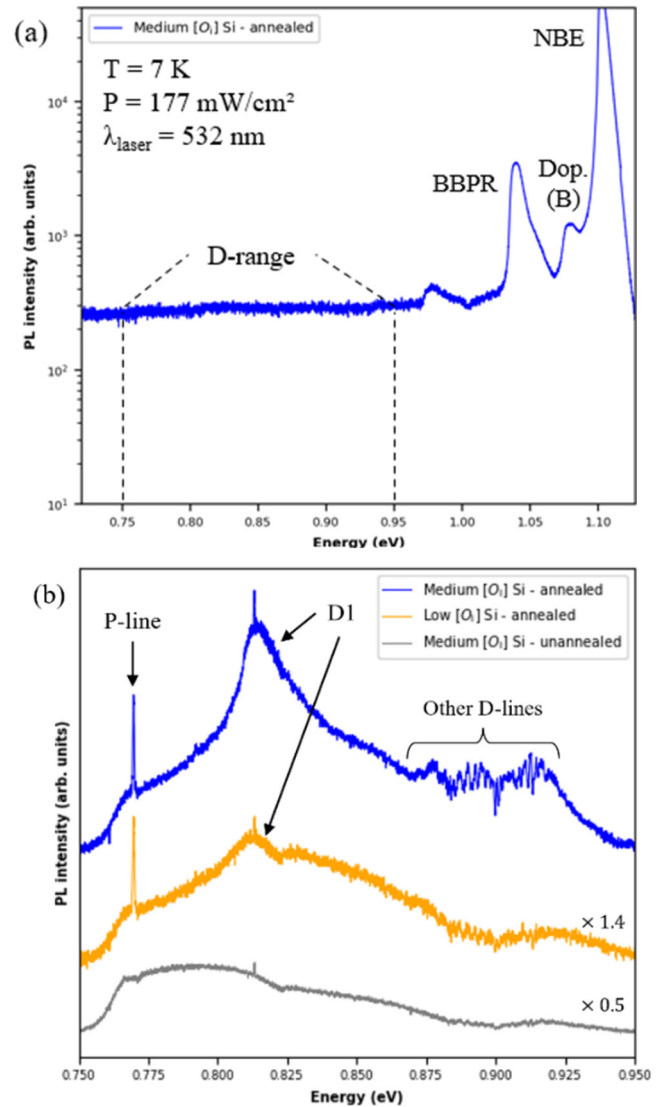 (a)
Medium [Oᵢ] Si - annealed
T = 7 K
P = 177 mW/cm²
λlaser = 532 nm
NBE
BBPR
Dop.
(B)
D-range
PL intensity (arb. units)
10⁴
10³
10²
10¹
0.75 0.80 0.85 0.90 0.95 1.00 1.05 1.10
Energy (eV)
(b)
Medium [Oᵢ] Si - annealed
Low [Oᵢ] Si - annealed
Medium [Oᵢ] Si - unannealed
P-line
D1
Other D-lines
× 1.4
× 0.5
PL intensity (arb. units)
0.750 0.775 0.800 0.825 0.850 0.875 0.900 0.925 0.950
Energy (eV)